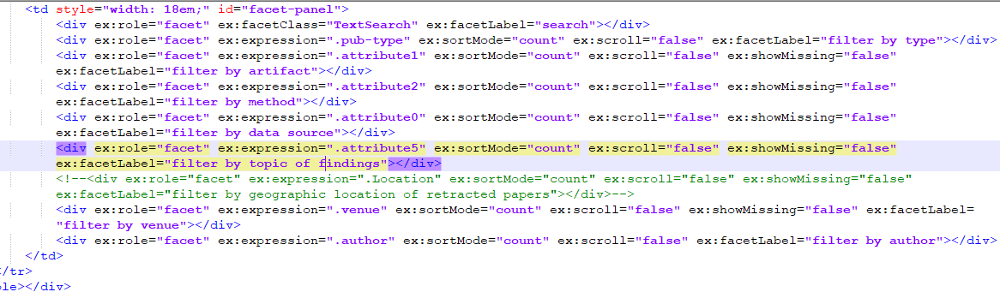 <td style="width: 18em;" id="facet-panel">
<div ex:role="facet" ex:facetClass="TextSearch" ex:facetLabel="search"></div>
<div ex:role="facet" ex:expression=".pub-type" ex:sortMode="count" ex:scroll="false" ex:facetLabel="filter by type"></div>
<div ex:role="facet" ex:expression=".attribute1" ex:sortMode="count" ex:scroll="false" ex:showMissing="false"
ex:facetLabel="filter by artifact"></div>
<div ex:role="facet" ex:expression=".attribute2" ex:sortMode="count" ex:scroll="false" ex:showMissing="false"
ex:facetLabel="filter by method"></div>
<div ex:role="facet" ex:expression=".attribute0" ex:sortMode="count" ex:scroll="false" ex:showMissing="false"
ex:facetLabel="filter by data source"></div>
<div ex:role="facet" ex:expression=".attribute5" ex:sortMode="count" ex:scroll="false" ex:showMissing="false"
ex:facetLabel="filter by topic of findings"></div>
<!--<div ex:role="facet" ex:expression=".Location" ex:sortMode="count" ex:scroll="false" ex:showMissing="false"
ex:facetLabel="filter by geographic location of retracted papers"></div>-->
<div ex:role="facet" ex:expression=".venue" ex:sortMode="count" ex:scroll="false" ex:showMissing="false" ex:facetLabel=
"filter by venue"></div>
<div ex:role="facet" ex:expression=".author" ex:sortMode="count" ex:scroll="false" ex:facetLabel="filter by author"></div>
</td>
</tr>
ole></div>